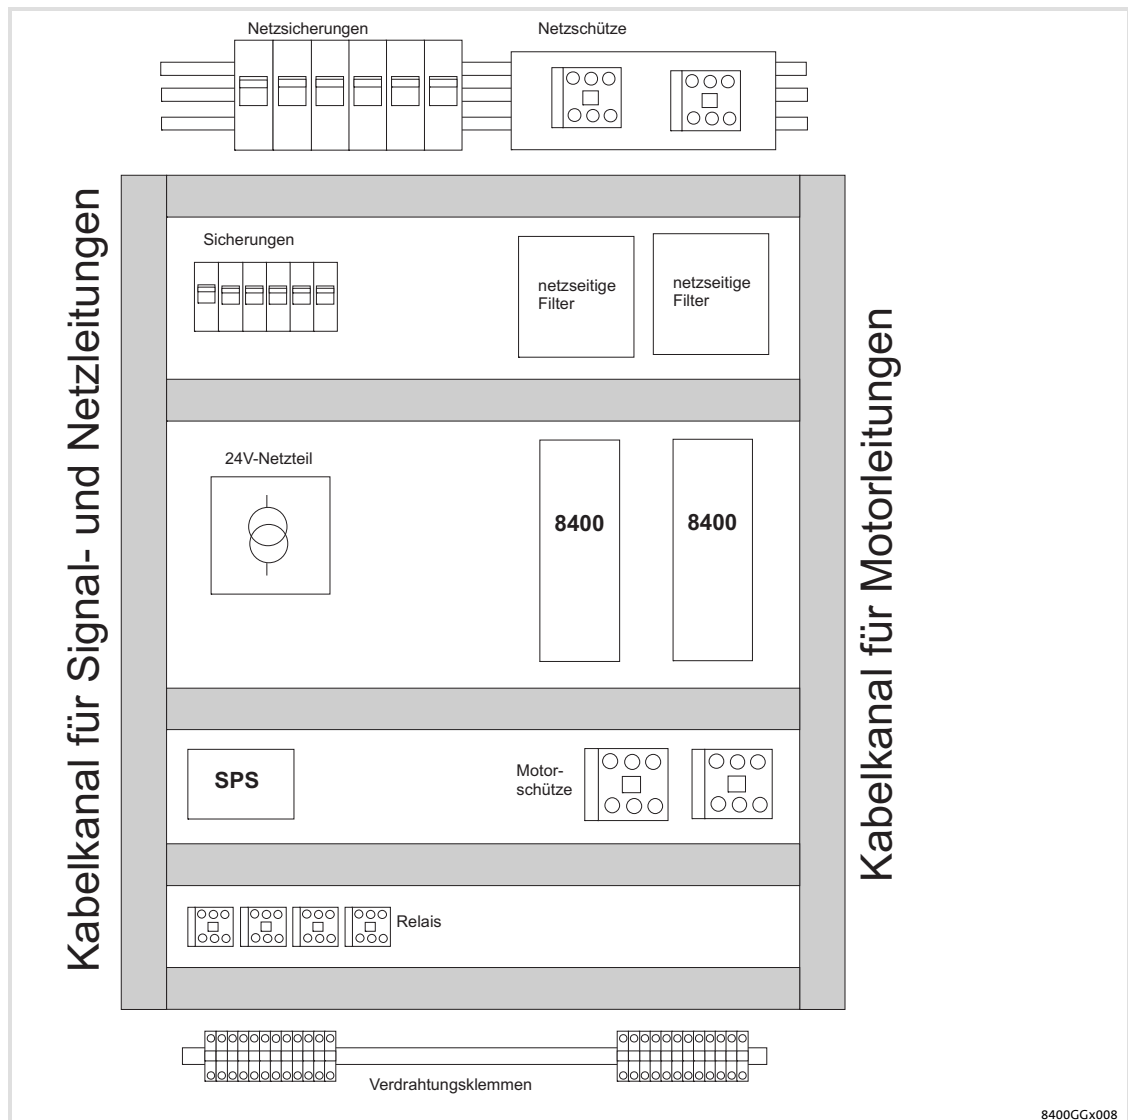 Netzsicherungen
Netzschütze
Kabelkanal für Signal- und Netzleitungen
Sicherungen
netzseitige
Filter
netzseitige
Filter
Kabelkanal für Motorleitungen
24V-Netzteil
8400
8400
SPS
Motor-
schütze
Relais
Verdrahtungsklemmen
8400GGx008